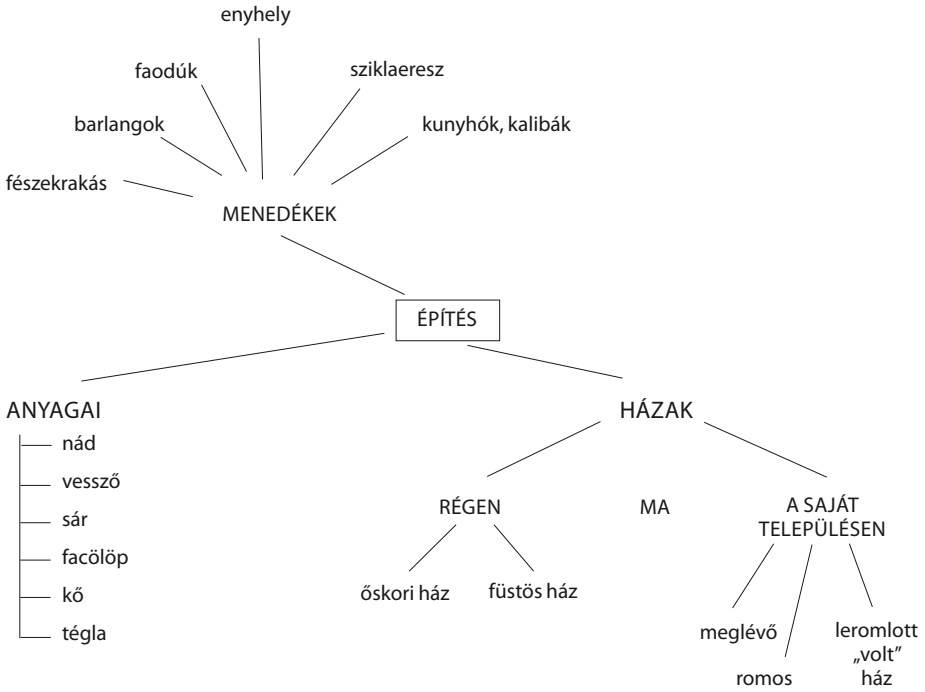 enyhely
faodúk
sziklaeresz
barlangok
kunyhók, kalibák
fészekrakás
MENEDÉKEK
ÉPÍTÉS
ANYAGAI
nád
vessző
sár
facölöp
kő
tégla
HÁZAK
RÉGEN
MA
A SAJÁT
TELEPÜLÉSEN
őskori ház
füstös ház
meglévő
romos
leromlott
„volt”
ház